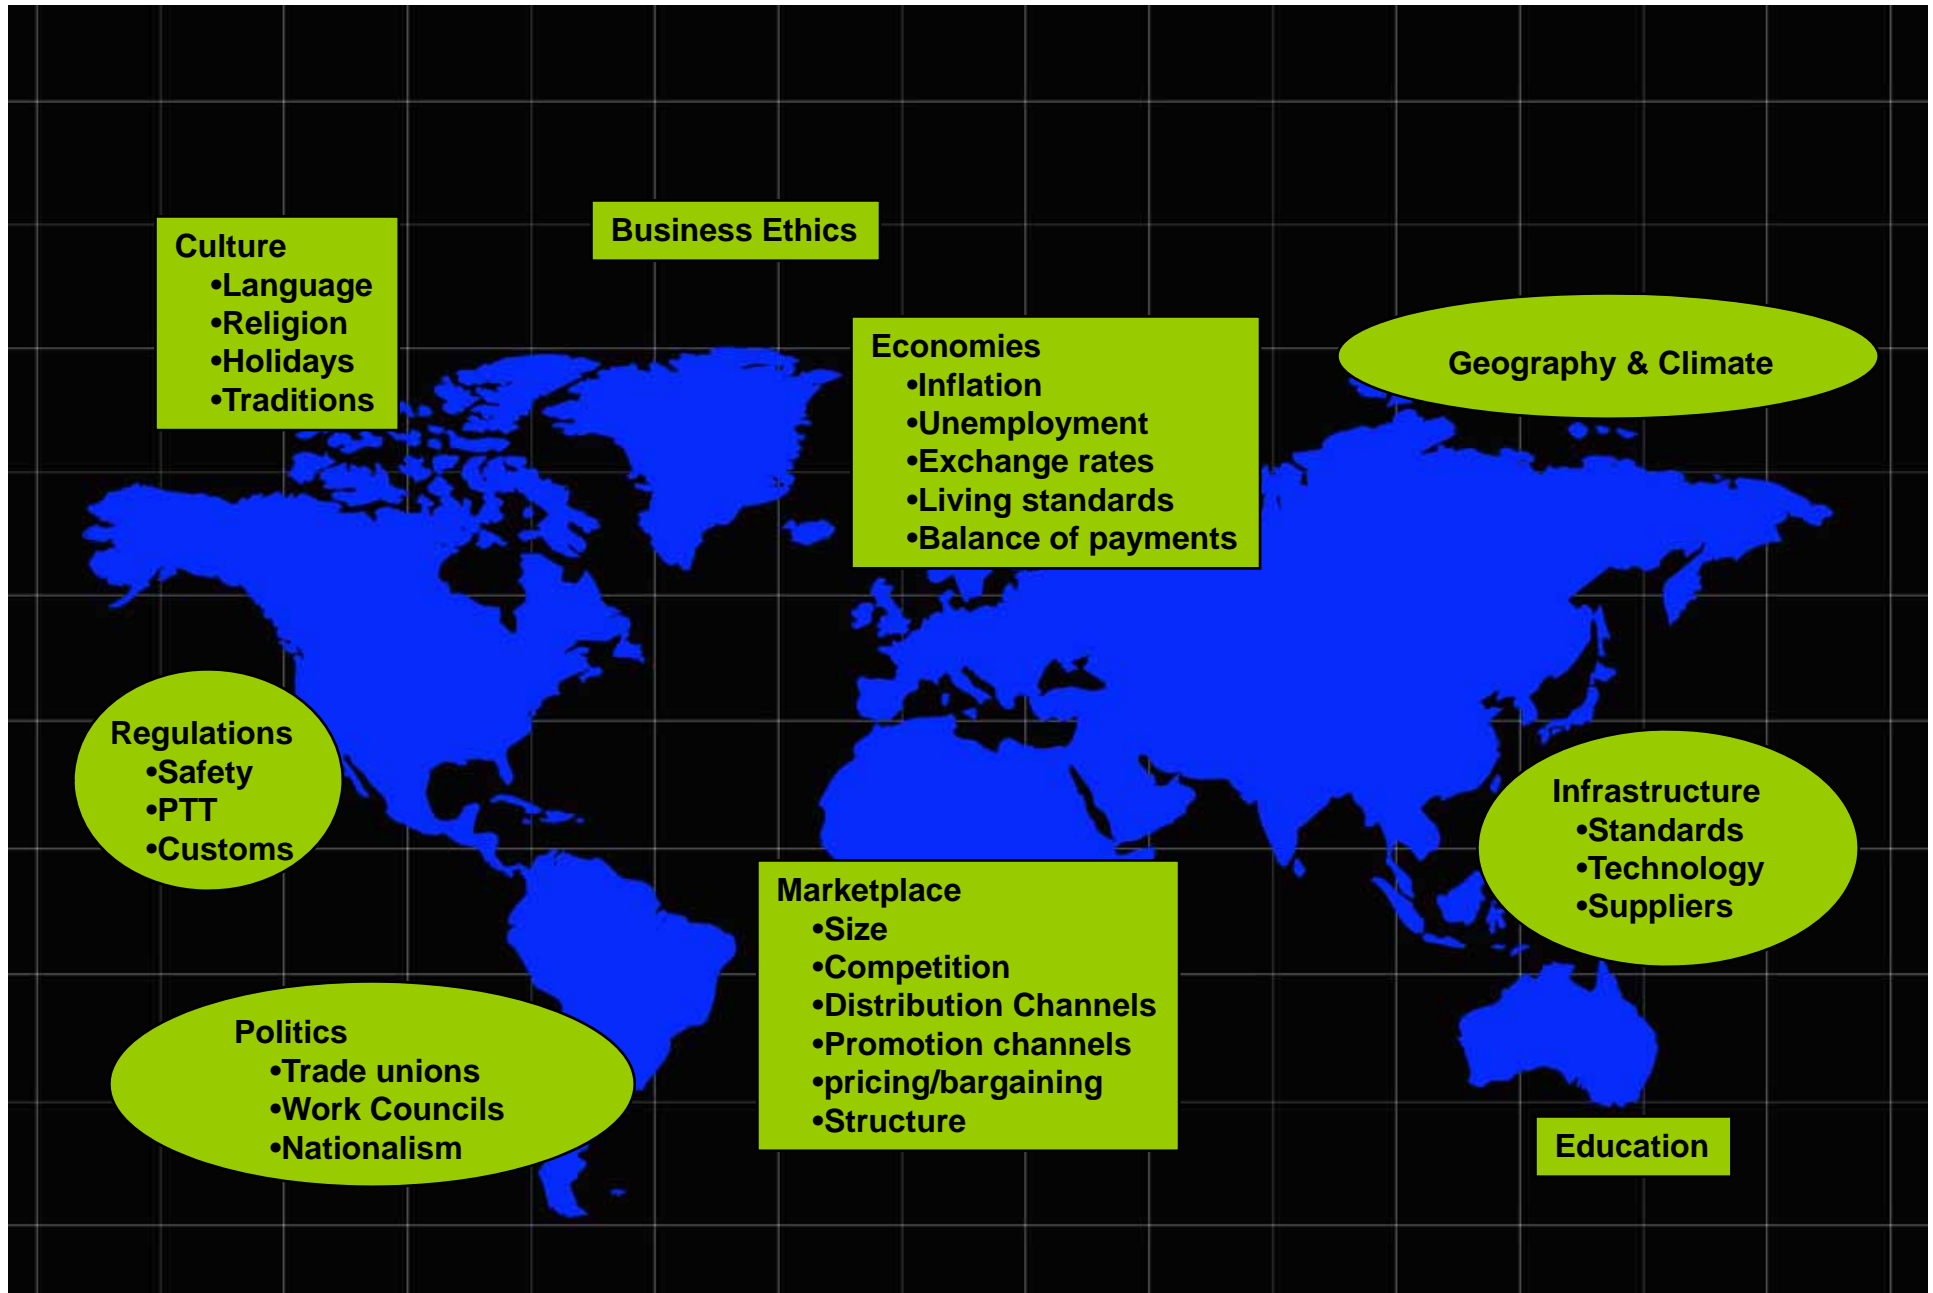 Business Ethics
Culture
•Language
•Religion
•Holidays
•Traditions
Economies
•Inflation
•Unemployment
•Exchange rates
•Living standards
•Balance of payments
Geography & Climate
Regulations
•Safety
•PTT
•Customs
Infrastructure
•Standards
•Technology
•Suppliers
Marketplace
•Size
•Competition
•Distribution Channels
•Promotion channels
•pricing/bargaining
•Structure
Politics
•Trade unions
•Work Councils
•Nationalism
Education